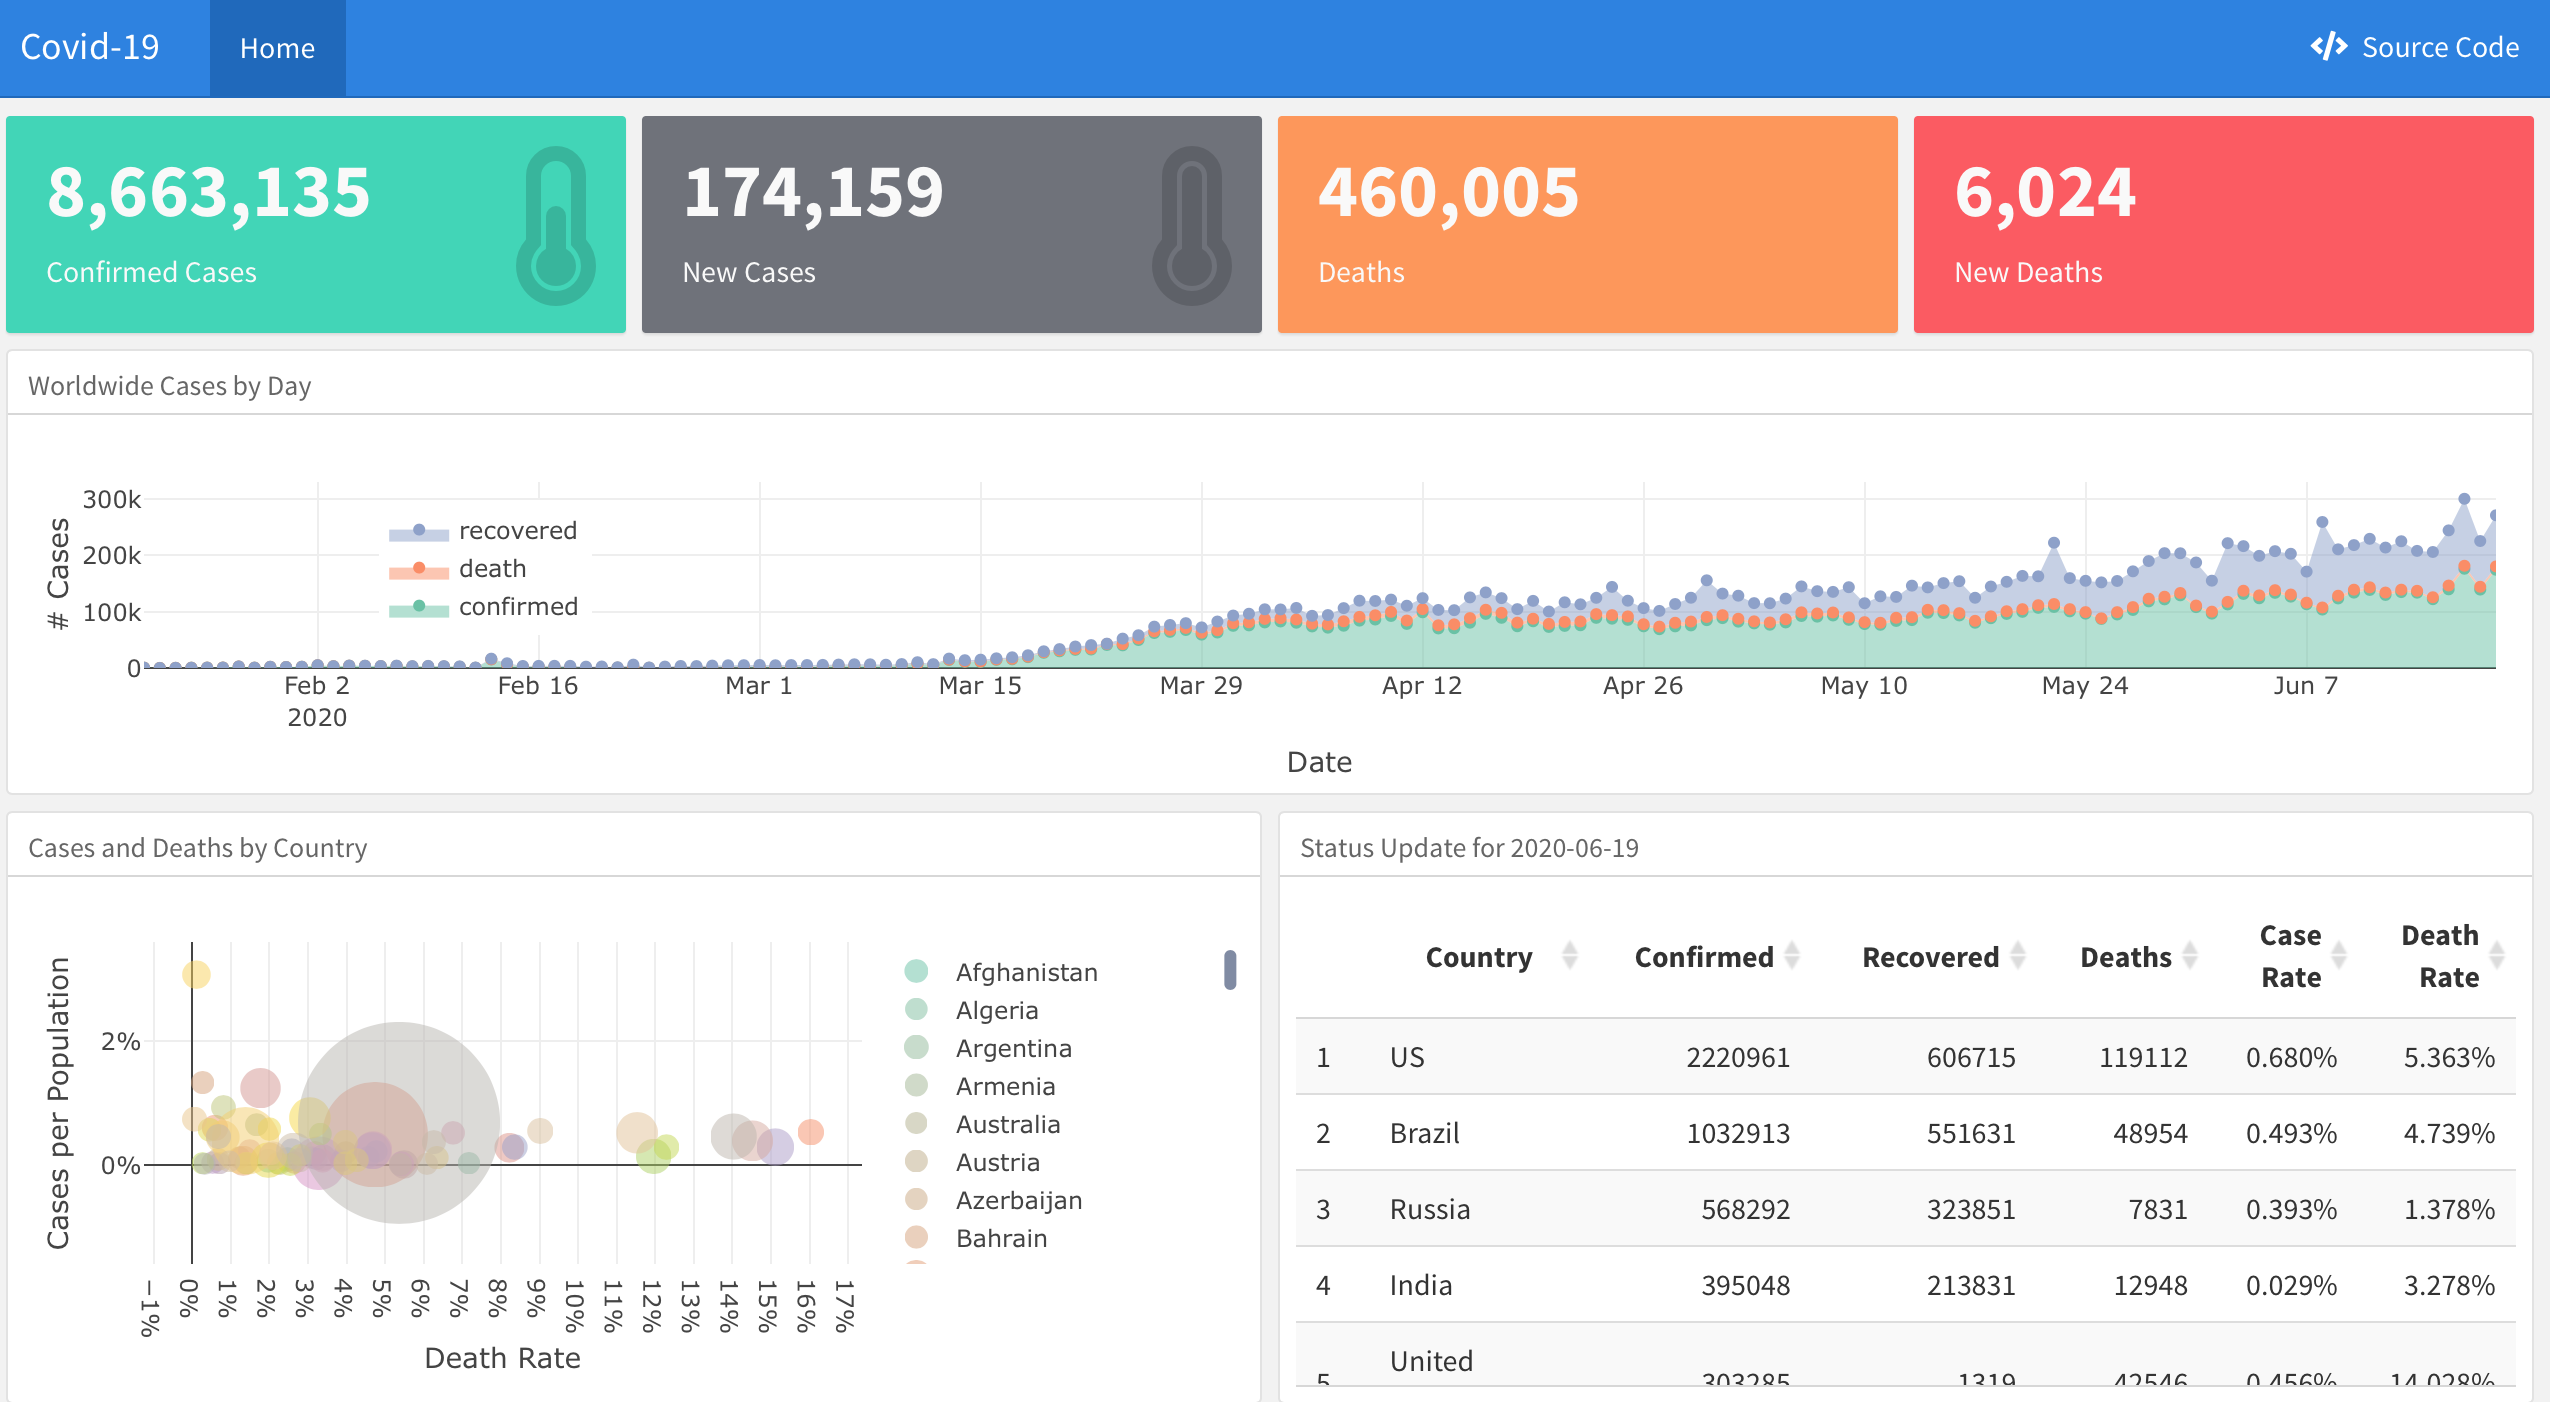 Covid-19
Home
Source Code
8,663,135
Confirmed Cases
174,159
New Cases
460,005
Deaths
6,024
New Deaths
Worldwide Cases by Day
# Cases
300k
200k
100k
0
recovered
death
confirmed
Feb 2
2020
Feb 16
Mar 1
Mar 15
Mar 29
Apr 12
Apr 26
May 10
May 24
Jun 7
Date
Cases and Deaths by Country
Cases per Population
2%
0%
−1%
0%
1%
2%
3%
4%
5%
6%
7%
8%
9%
10%
11%
12%
13%
14%
15%
16%
17%
Death Rate
Afghanistan
Algeria
Argentina
Armenia
Australia
Austria
Azerbaijan
Bahrain
Status Update for 2020-06-19
Country Confirmed Recovered Deaths Case Rate Death Rate
1 US 2220961 606715 119112 0.680% 5.363%
2 Brazil 1032913 551631 48954 4.739% 0.493%
3 Russia 568292 323851 7831 0.393% 1.378%
4 India 395048 213831 12948 0.029% 3.278%
United
5 303285 1319 42546 0.456% 14.028%